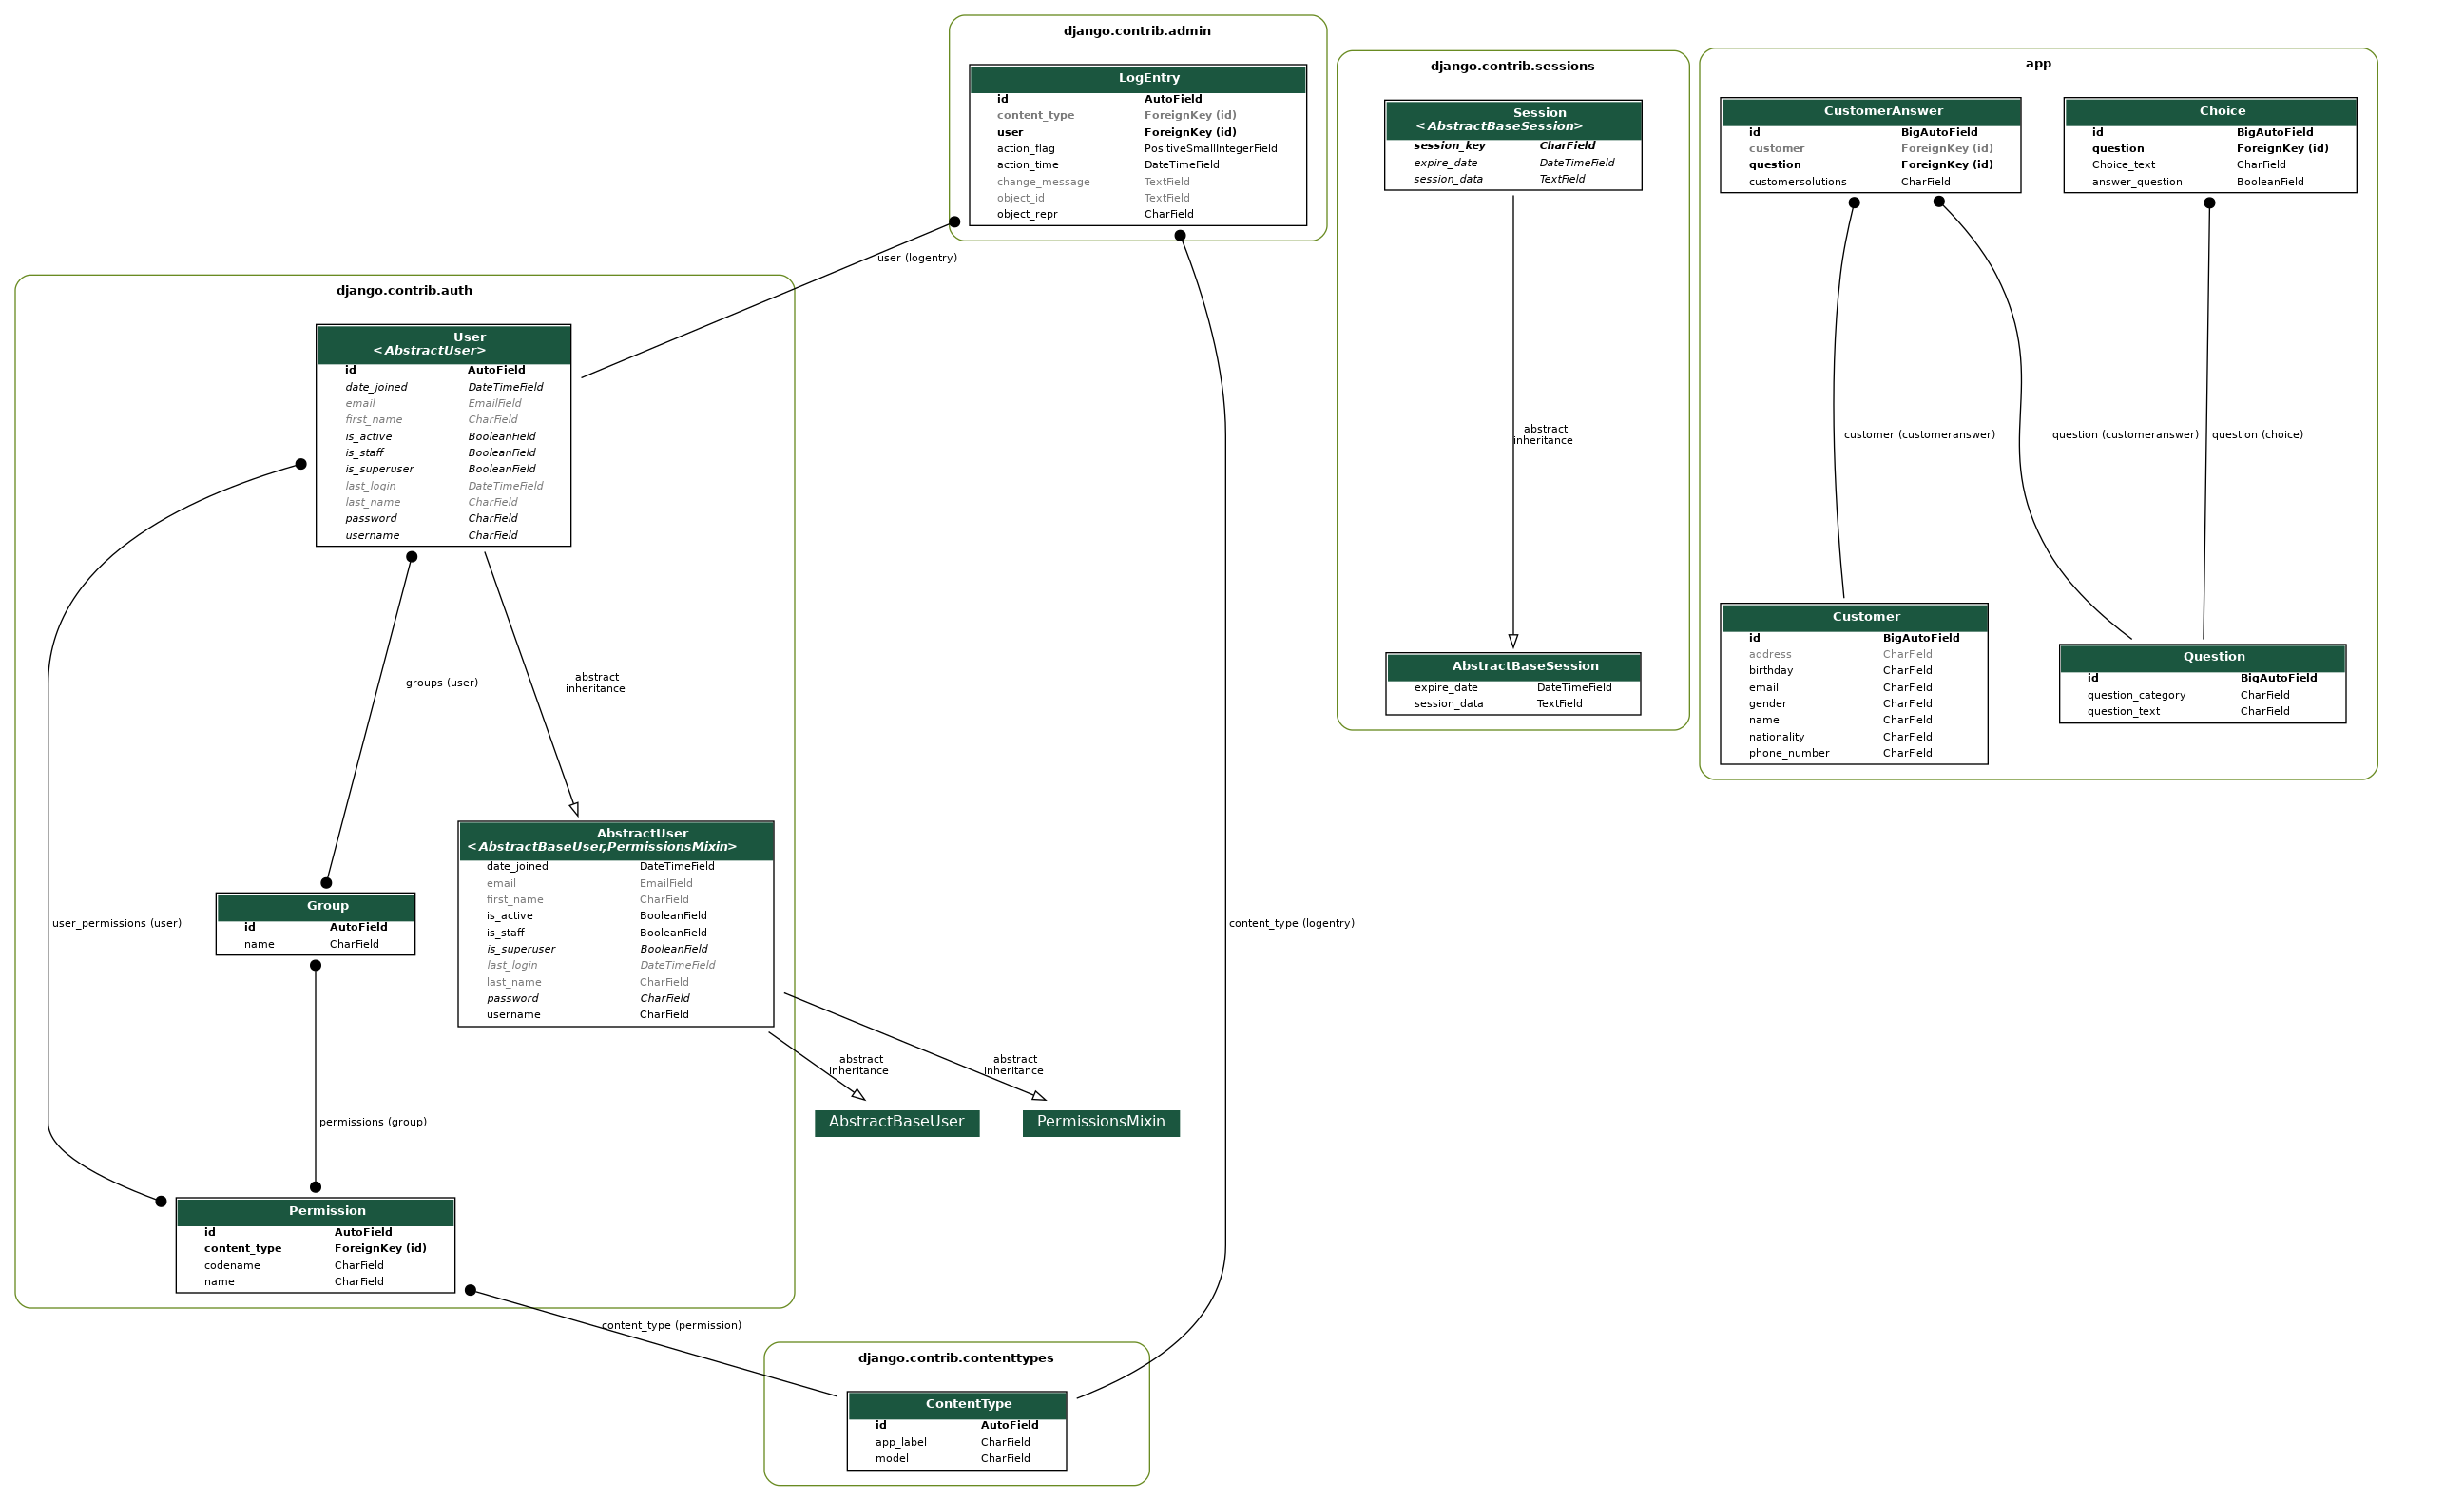 django.contrib.admin
LogEntry
id AutoField
content_type ForeignKey (id)
user ForeignKey (id)
action_flag PositiveSmallIntegerField
action_time DateTimeField
change_message TextField
object_id TextField
object_repr CharField
user (logentry)
django.contrib.sessions
Session
<AbstractBaseSession>
session_key CharField
expire_date DateTimeField
session_data TextField
abstract
inheritance
AbstractBaseSession
expire_date DateTimeField
session_data TextField
app
CustomerAnswer
id BigAutoField
customer ForeignKey (id)
question ForeignKey (id)
customersolutions CharField
Choice
id BigAutoField
question ForeignKey (id)
Choice_text CharField
answer_question BooleanField
customer (customeranswer)
question (customeranswer)
question (choice)
Customer
id BigAutoField
address CharField
birthday CharField
email CharField
gender CharField
name CharField
nationality CharField
phone_number CharField
Question
id BigAutoField
question_category CharField
question_text CharField
django.contrib.auth
User
<AbstractUser>
id AutoField
date_joined DateTimeField
email EmailField
first_name CharField
is_active BooleanField
is_staff BooleanField
is_superuser BooleanField
last_login DateTimeField
last_name CharField
password CharField
username CharField
groups (user)
abstract
inheritance
AbstractUser
<AbstractBaseUser,PermissionsMixin>
date_joined DateTimeField
email EmailField
first_name CharField
is_active BooleanField
is_staff BooleanField
is_superuser BooleanField
last_login DateTimeField
last_name CharField
password CharField
username CharField
Group
id AutoField
name CharField
user_permissions (user)
content_type (logentry)
abstract
inheritance
abstract
inheritance
AbstractBaseUser
PermissionsMixin
permissions (group)
Permission
id AutoField
content_type ForeignKey (id)
codename CharField
name CharField
content_type (permission)
django.contrib.contenttypes
ContentType
id AutoField
app_label CharField
model CharField